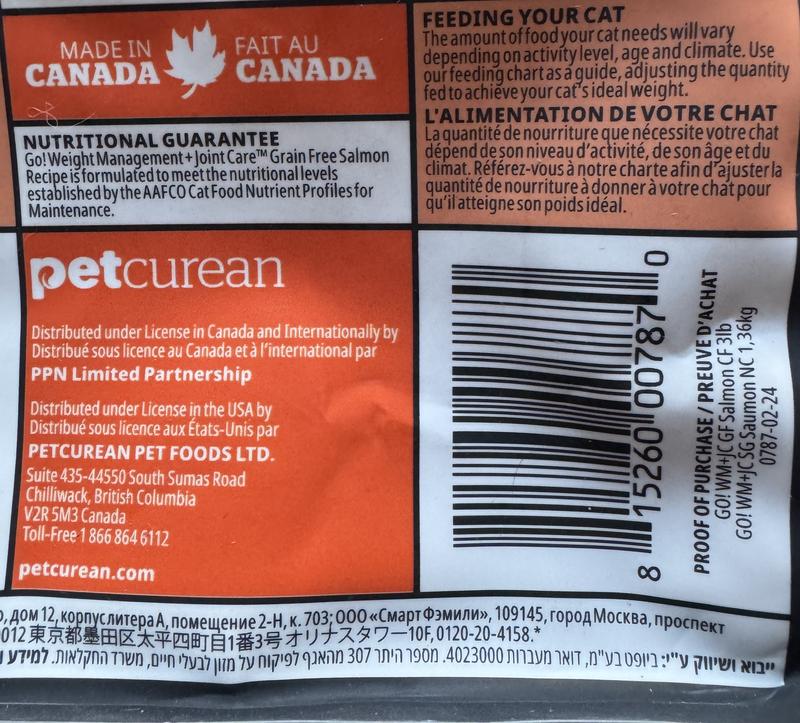 MADE IN CANADA
FAIT AU CANADA
NUTRITIONAL GUARANTEE
Go! Weight Management + Joint Care™ Grain Free Salmon
Recipe is formulated to meet the nutritional levels
established by the AAFCO Cat Food Nutrient Profiles for
Maintenance.
FEEDING YOUR CAT
The amount of food your cat needs will vary
depending on activity level, age and climate. Use
our feeding chart as a guide, adjusting the quantity
fed to achieve your cat's ideal weight.
L'ALIMENTATION DE VOTRE CHAT
La quantité de nourriture que nécessite votre chat
dépend de son niveau d'activité, de son âge et du
climat. Référez-vous à notre charte afin d'ajuster la
quantité de nourriture à donner à votre chat pour
qu'il atteigne son poids idéal.
petcurean
Distributed under License in Canada and Internationally by
Distribué sous licence au Canada et à l'international par
PPN Limited Partnership
Distributed under License in the USA by
Distribué sous licence aux États-Unis par
PETCUREAN PET FOODS LTD.
Suite 435-44550 South Sumas Road
Chilliwack, British Columbia
V2R 5M3 Canada
Toll-Free 1 866 864 6112
petcurean.com
8 15260 00787 0
PROOF OF PURCHASE / PREUVE D'ACHAT
GO! WM+JC GF Salmon CF 3lb
GO! WM+JC SG Saumon NC 1,36kg
0787-02-24
дом 12, корпус литера А, помещение 2-Н, к. 703; ООО «Смарт Фэмили», 109145, город Москва, проспект
012 東京都墨田区太平四町目1番3号オリナスタワー10F, 0120-20-4158.*
ייבוא ושיווק ע"י: ביופט בע"מ, דואר מעברות 4023000. מספר היתר 307 מהאגף לפיקוח על מזון לבעלי חיים, משרד החקלאות. למידע